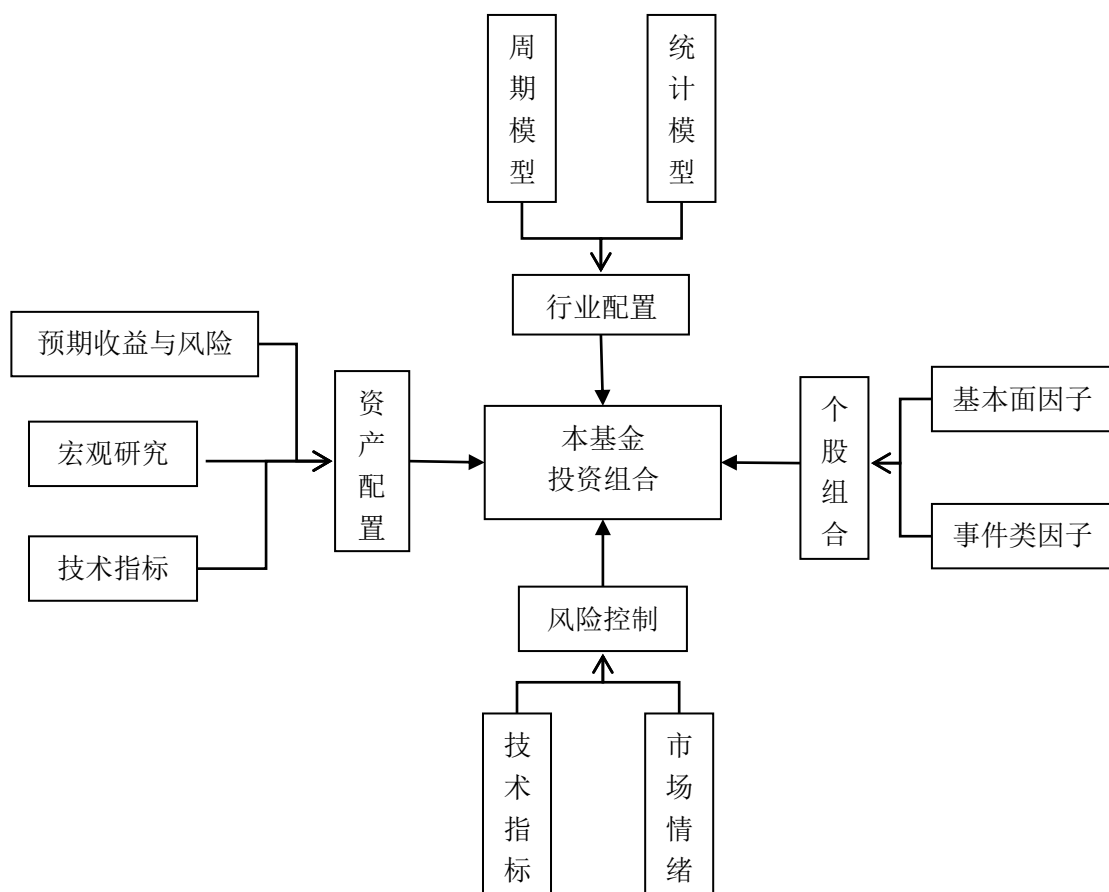 周期模型
统计模型
行业配置
预期收益与风险
宏观研究
技术指标
资产配置
本基金
投资组合
个股组合
基本面因子
事件类因子
风险控制
技术指标
市场情绪